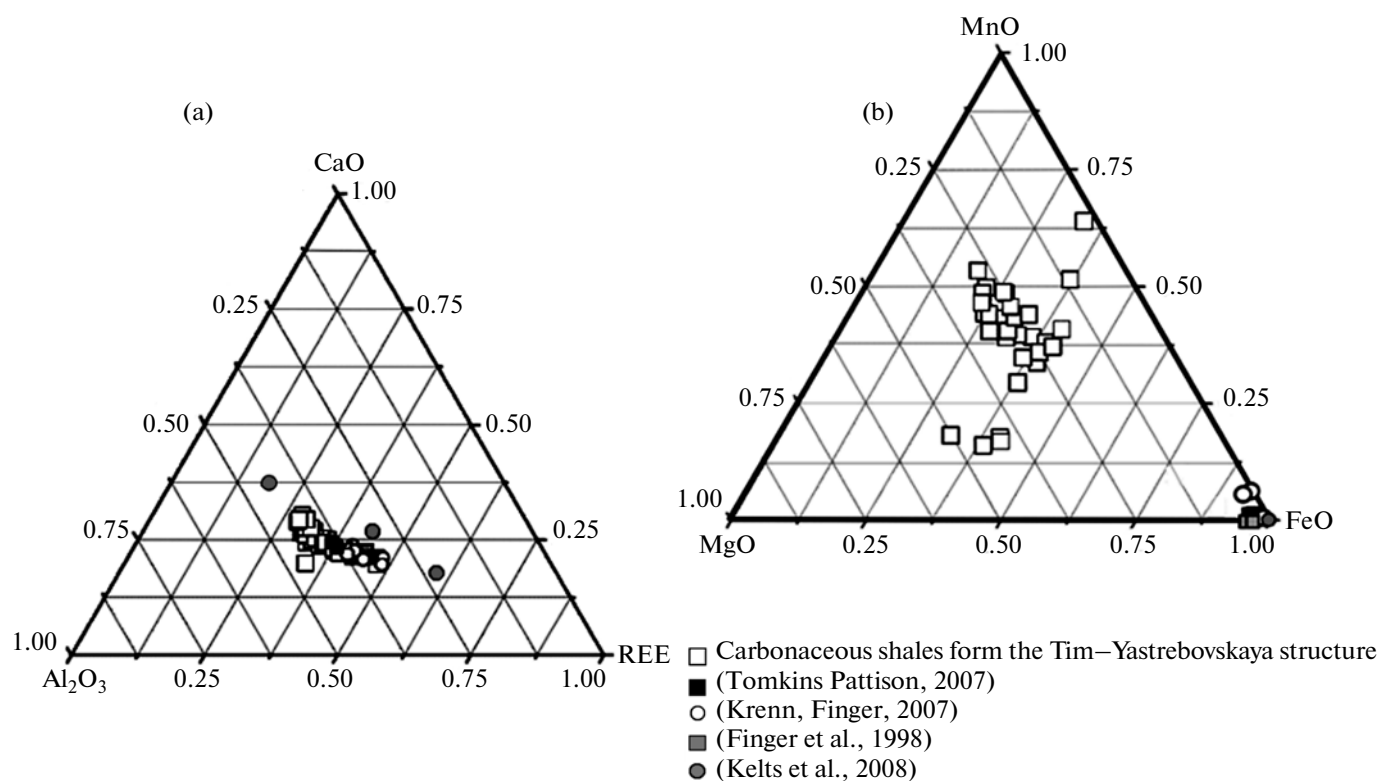 MnO
1.00
(a)
(b)
CaO
1.00
0.25
0.75
0.25
0.75
0.50
0.50
0.50
0.50
0.75
0.25
0.75
0.25
1.00
FeO
MgO
0.25
0.50
0.75
1.00
1.00
REE
Al₂O₃
0.25
0.50
0.75
1.00
Carbonaceous shales form the Tim–Yastrebovskaya structure
(Tomkins Pattison, 2007)
(Krenn, Finger, 2007)
(Finger et al., 1998)
(Kelts et al., 2008)